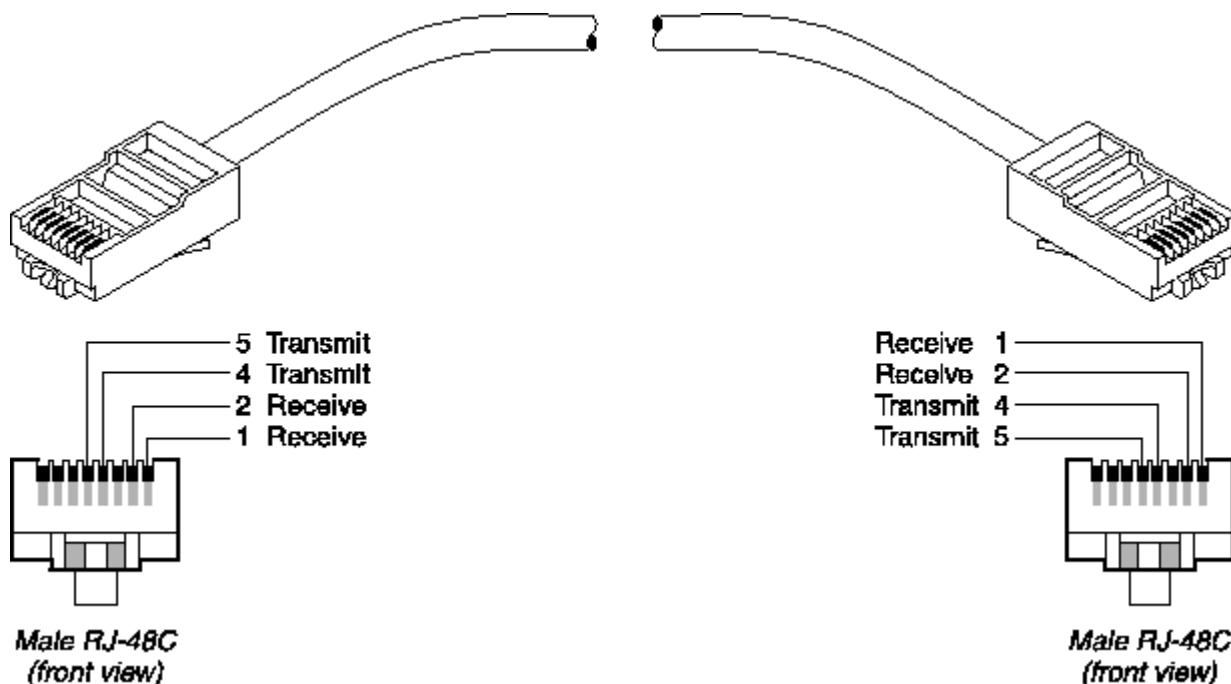 5 Transmit
4 Transmit
2 Receive
1 Receive
Receive 1
Receive 2
Transmit 4
Transmit 5
Male RJ-48C
(front view)
Male RJ-48C
(front view)